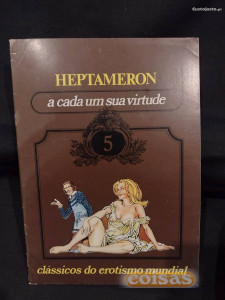 HEPTAMERON
a cada um sua virtude
5
clássicos do erotismo mundial
coisas